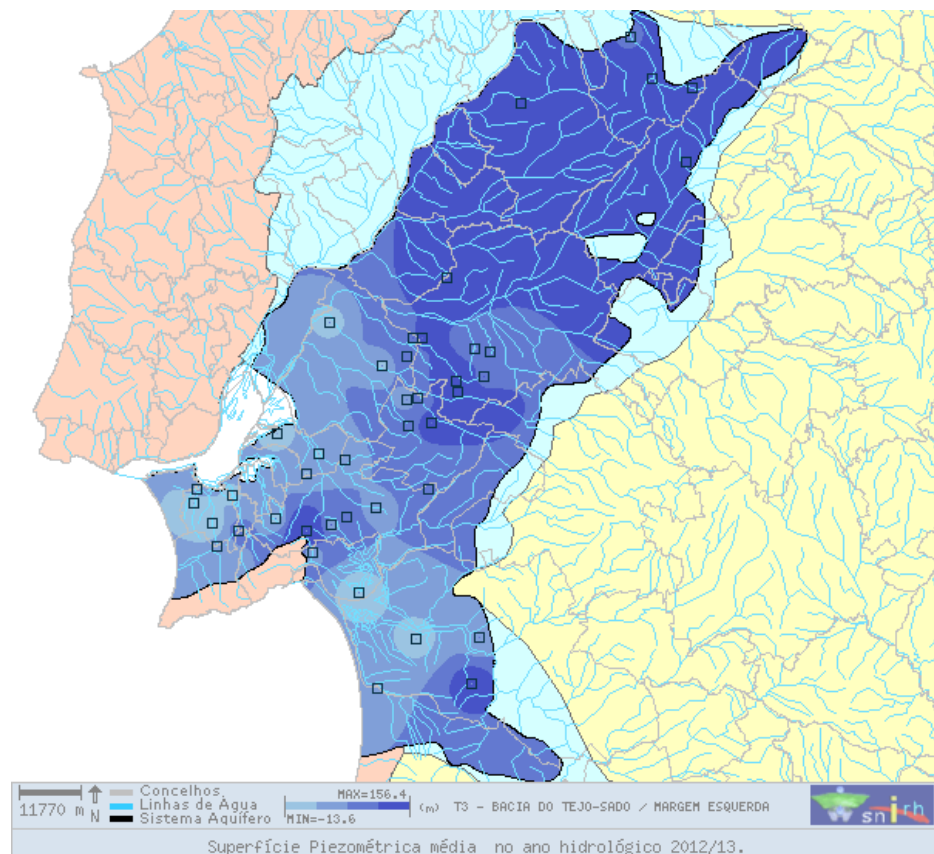 11770 m
N
Concelhos
Linhas de Água
Sistema Aquífero
MAX=156.4
MIN=-13.6
(m)
T3 - BACIA DO TEJO-SADO / MARGEM ESQUERDA
snirh
Superfície Piezométrica média no ano hidrológico 2012/13.